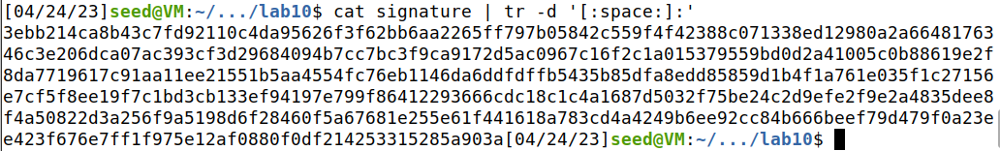 [04/24/23]seed@VM:~/.../lab10$ cat signature | tr -d '[:space:]:'
3ebb214ca8b43c7fd92110c4da95626f3f62bb6aa2265ff797b05842c559f4f42388c071338ed12980a2a66481763
46c3e206dca07ac393cf3d29684094b7cc7bc3f9ca9172d5ac0967c16f2c1a015379559bd0d2a41005c0b88619e2f
8da7719617c91aa11ee21551b5aa4554fc76eb1146da6ddfdffb5435b85dfa8edd85859d1b4f1a761e035f1c27156
e7cf5f8ee19f7c1bd3cb133ef94197e799f86412293666cdc18c1c4a1687d5032f75be24c2d9efe2f9e2a4835dee8
f4a50822d3a256f9a5198d6f28460f5a67681e255e61f441618a783cd4a4249b6ee92cc84b666beef79d479f0a23e
e423f676e7ff1f975e12af0880f0df214253315285a903a[04/24/23]seed@VM:~/.../lab10$